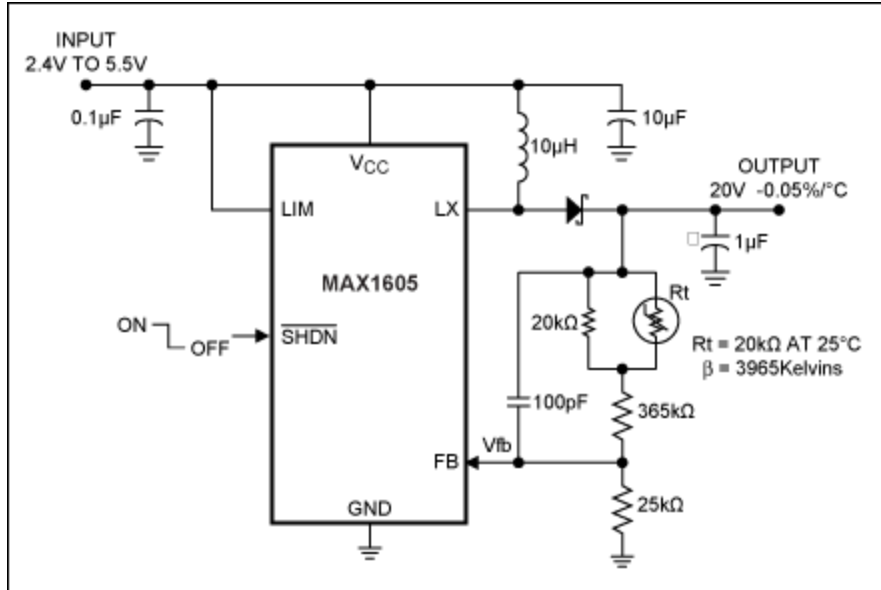 INPUT
2.4V TO 5.5V
0.1µF
10µH
10µF
VCC
OUTPUT
20V -0.05%/°C
LIM
LX
1µF
MAX1605
Rt
20kΩ
ON
OFF
SHDN
Rt = 20kΩ AT 25°C
β = 3965Kelvins
100pF
365kΩ
Vfb
FB
25kΩ
GND